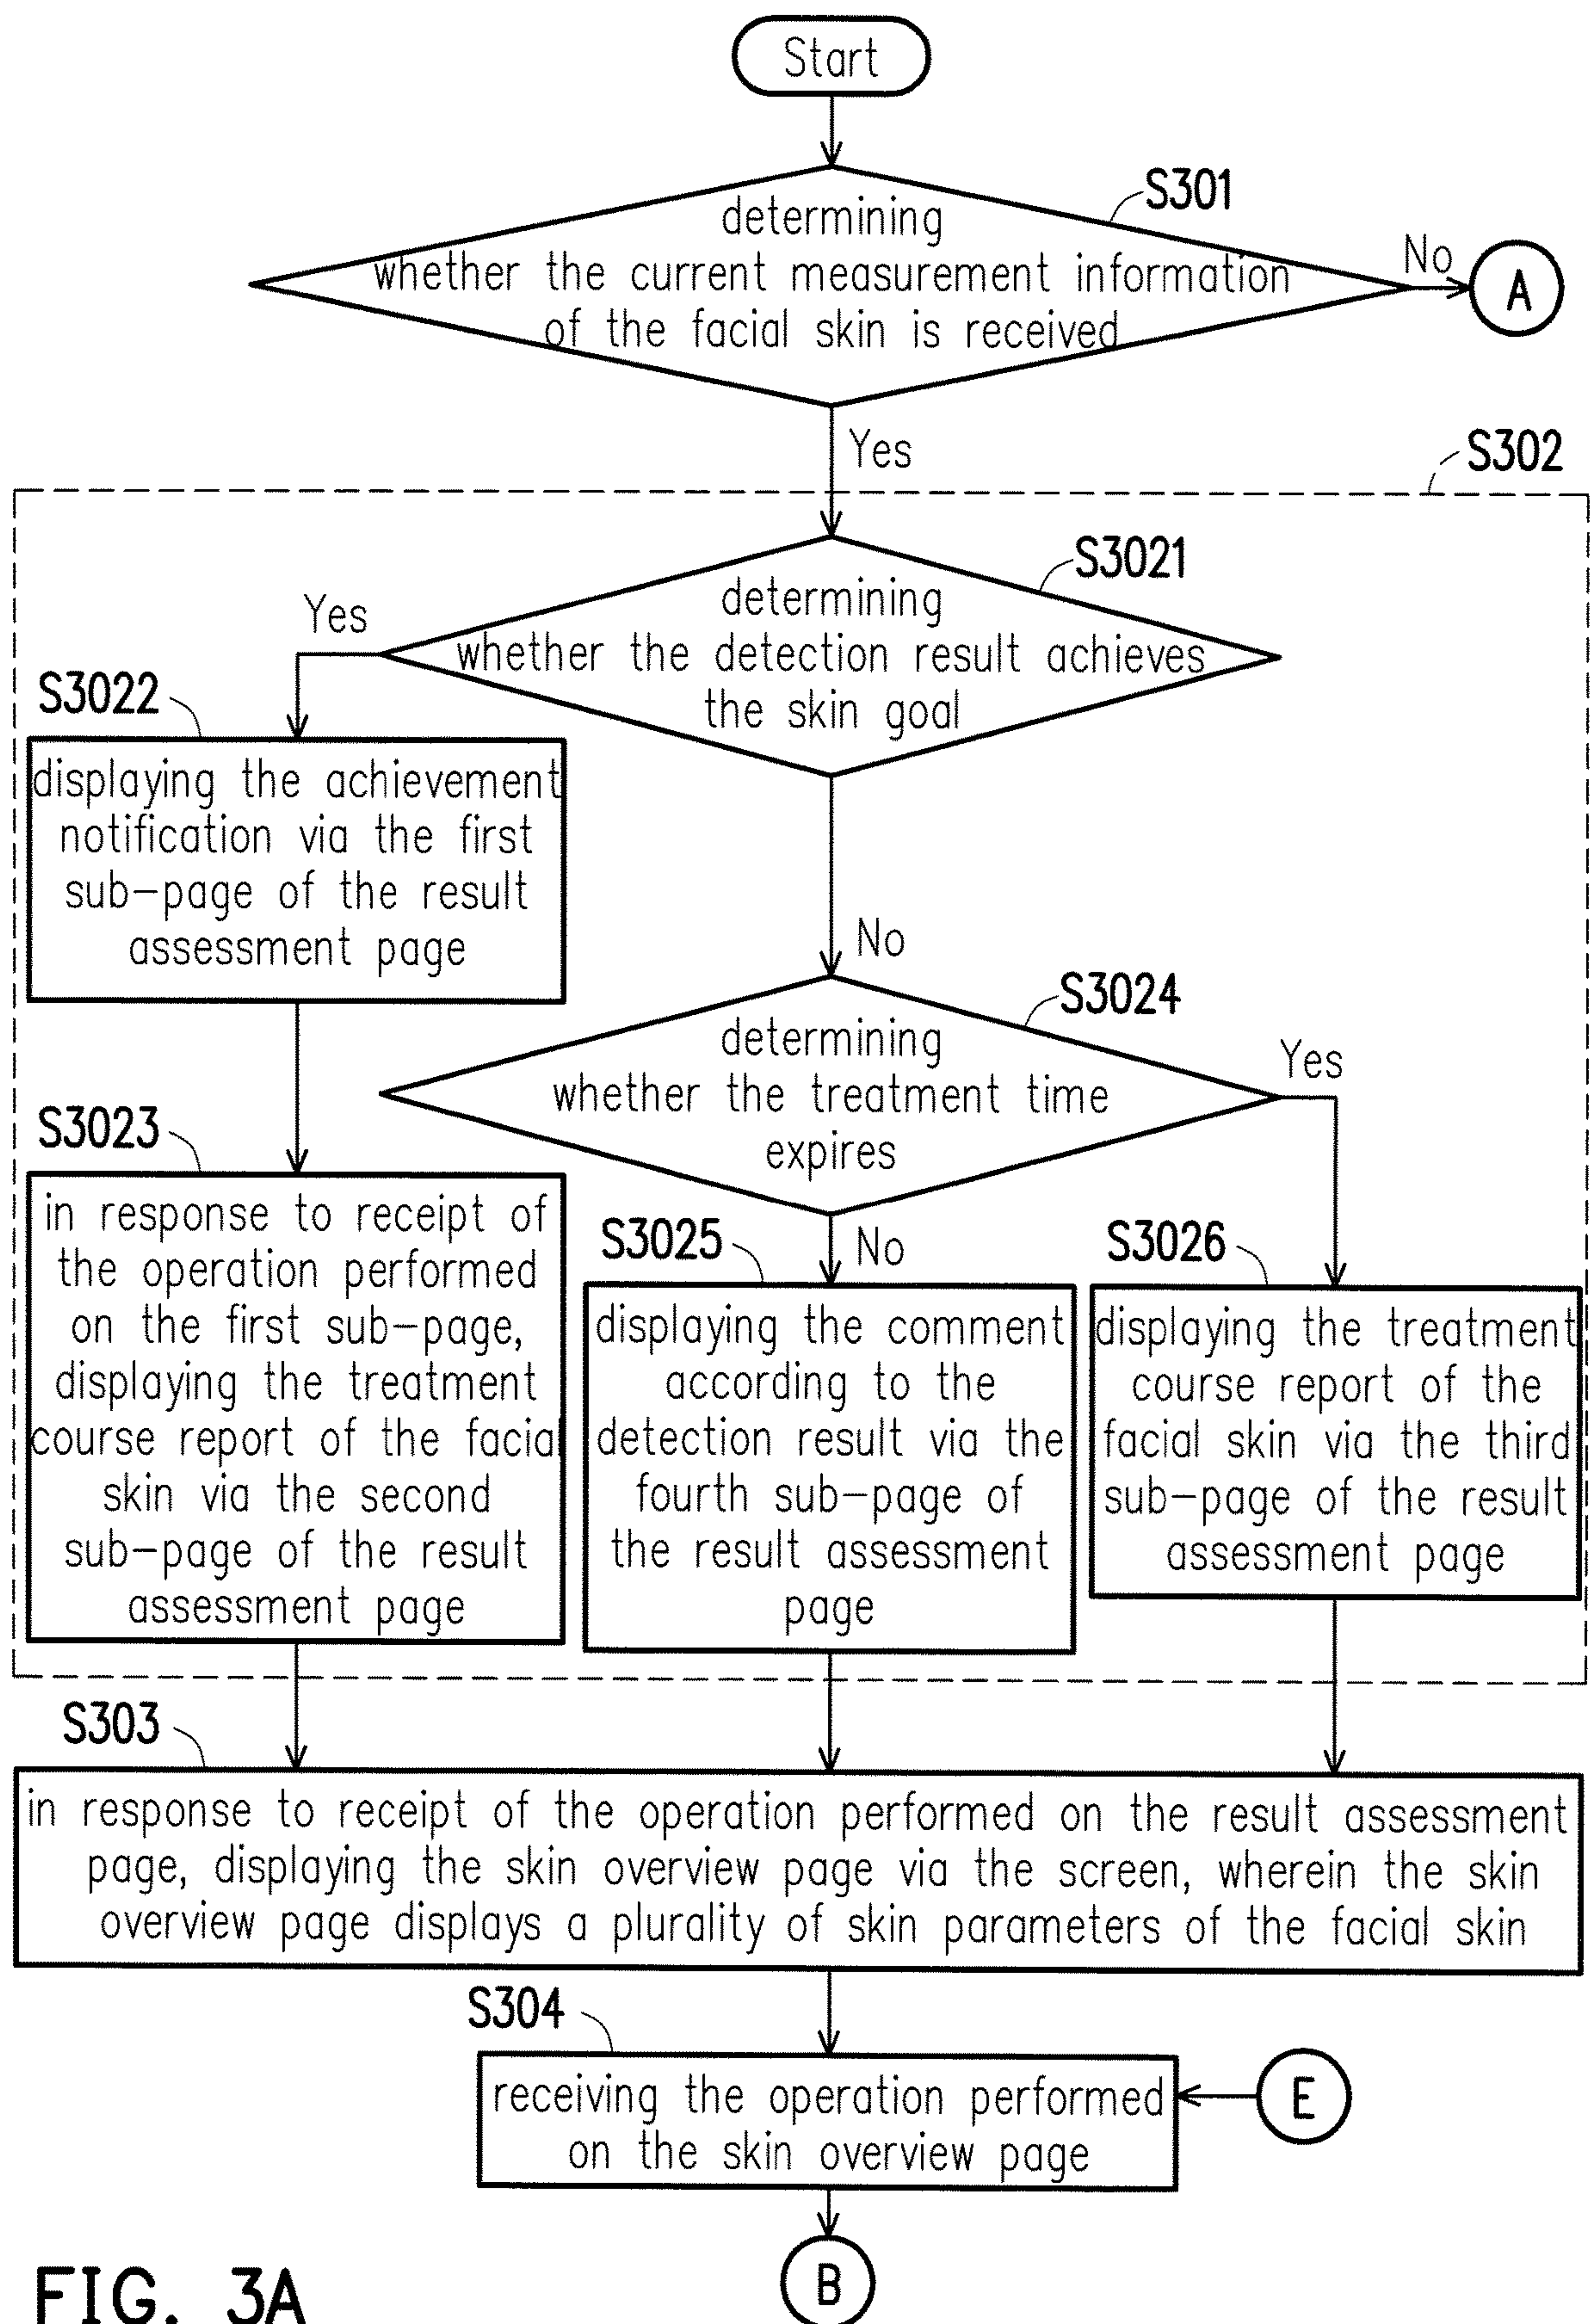 Start
S301
determining
whether the current measurement information
of the facial skin is received
No
A
Yes
S302
S3021
determining
whether the detection result achieves
the skin goal
Yes
S3022
displaying the achievement
notification via the first
sub-page of the result
assessment page
No
S3024
determining
whether the treatment time
expires
Yes
S3023
in response to receipt of
the operation performed
on the first sub-page,
displaying the treatment
course report of the facial
skin via the second
sub-page of the result
assessment page
No
S3025
displaying the comment
according to the
detection result via the
fourth sub-page of
the result assessment
page
S3026
displaying the treatment
course report of the
facial skin via the third
sub-page of the result
assessment page
S303
in response to receipt of the operation performed on the result assessment
page, displaying the skin overview page via the screen, wherein the skin
overview page displays a plurality of skin parameters of the facial skin
S304
receiving the operation performed
on the skin overview page
E
B
FIG. 3A